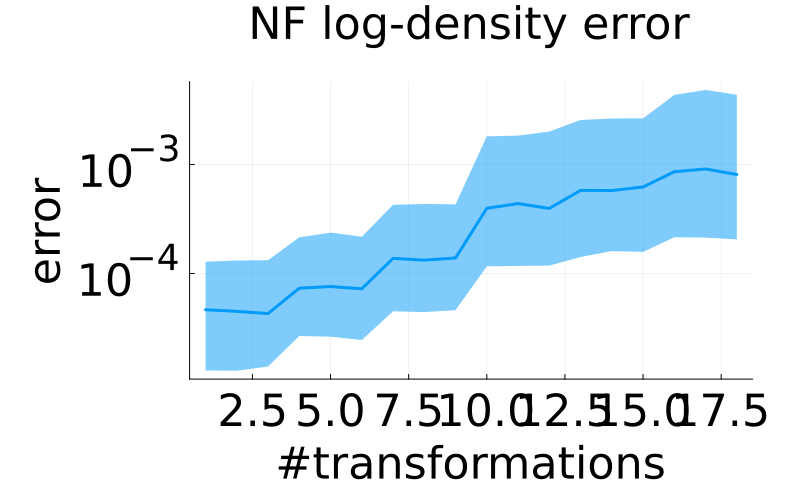 NF log-density error
error
10⁻³
10⁻⁴
2.5 5.0 7.5 10.0 12.5 15.0 17.5
#transformations